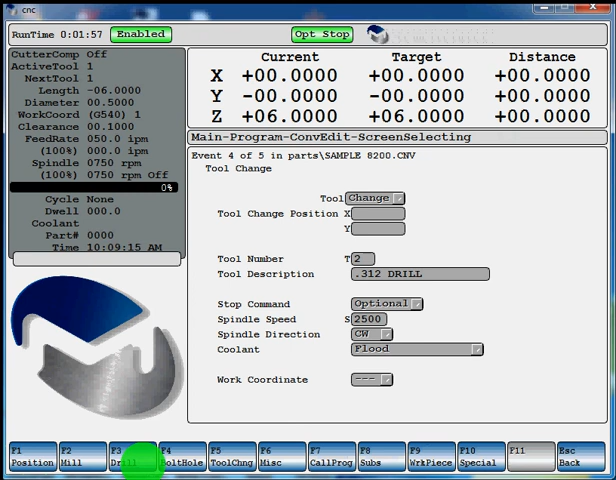 cnc
RunTime 0:01:57 Enabled Opt Stop
CutterComp Off
ActiveTool 1
NextTool 1
Length -06.0000
Diameter 00.5000
WorkCoord (G540) 1
Clearance 00.1000
FeedRate 050.0 ipm
(100%) 000.0 ipm
Spindle 0750 rpm
(100%) 0750 rpm Off
0%
Cycle None
Dwell 000.0
Coolant
Part# 0000
Time 10:09:15 AM
Current Target Distance
X +00.0000 +00.0000 +00.0000
Y -00.0000 -00.0000 +00.0000
Z +06.0000 +06.0000 +00.0000
Main-Program-ConvEdit-ScreenSelecting
Event 4 of 5 in parts\SAMPLE 8200.CNV
Tool Change
Tool Change
Tool Change Position X
Y
Tool Number T 2
Tool Description .312 DRILL
Stop Command Optional
Spindle Speed S 2500
Spindle Direction CW
Coolant Flood
Work Coordinate ---
F1 F2 F3 F4 F5 F6 F7 F8 F9 F10 F11 Esc
Position Mill Drill BoltHole ToolChng Misc CallProg Subs WrkPiece Special Back